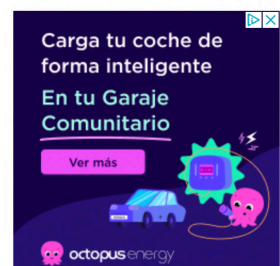 Carga tu coche de
forma inteligente
En tu Garaje
Comunitario
Ver más
octopus energy